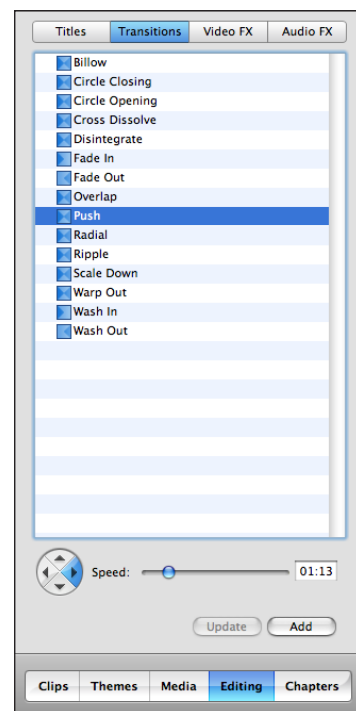 Titles Transitions Video FX Audio FX
Billow
Circle Closing
Circle Opening
Cross Dissolve
Disintegrate
Fade In
Fade Out
Overlap
Push
Radial
Ripple
Scale Down
Warp Out
Wash In
Wash Out
Speed: 01:13
Update Add
Clips Themes Media Editing Chapters